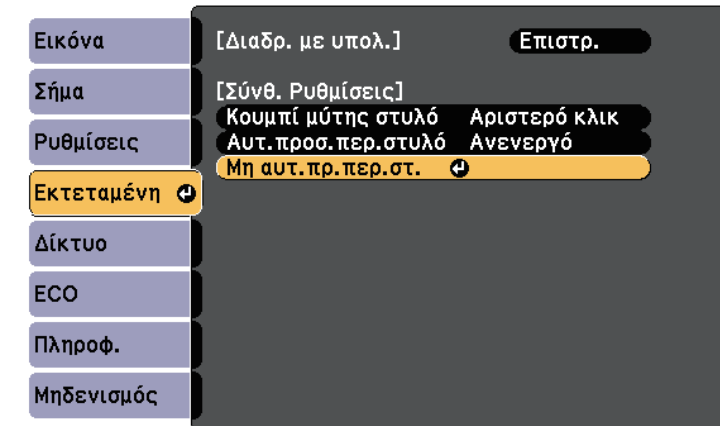 Εικόνα
Σήμα
Ρυθμίσεις
Εκτεταμένη
Δίκτυο
ECO
Πληροφ.
Μηδενισμός
[Διαδρ. με υπολ.] Επιστρ.
[Σύνθ. Ρυθμίσεις]
Κουμπί μύτης στυλό Αριστερό κλικ
Αυτ.προσ.περ.στυλό Ανενεργό
Μη αυτ.πρ.περ.στ.